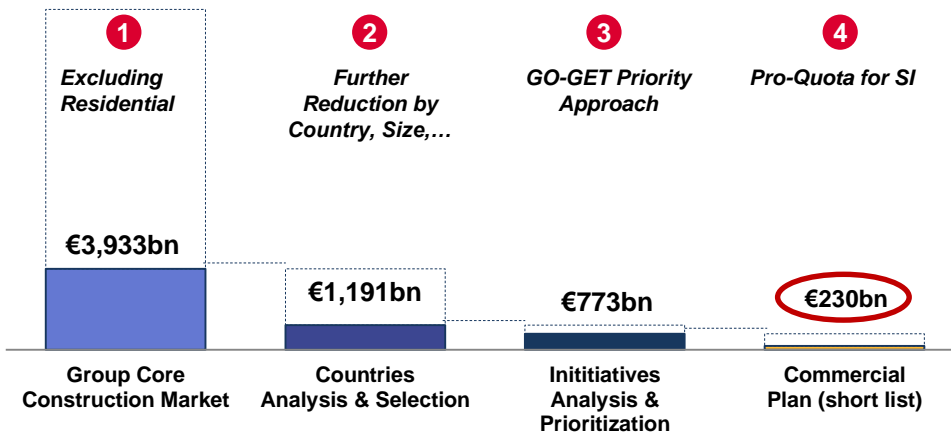 1
Excluding
Residential
2
Further
Reduction by
Country, Size,…
3
GO-GET Priority
Approach
4
Pro-Quota for SI
€3,933bn
€1,191bn
€773bn
€230bn
Group Core
Construction Market
Countries
Analysis & Selection
Inititiatives
Analysis &
Prioritization
Commercial
Plan (short list)